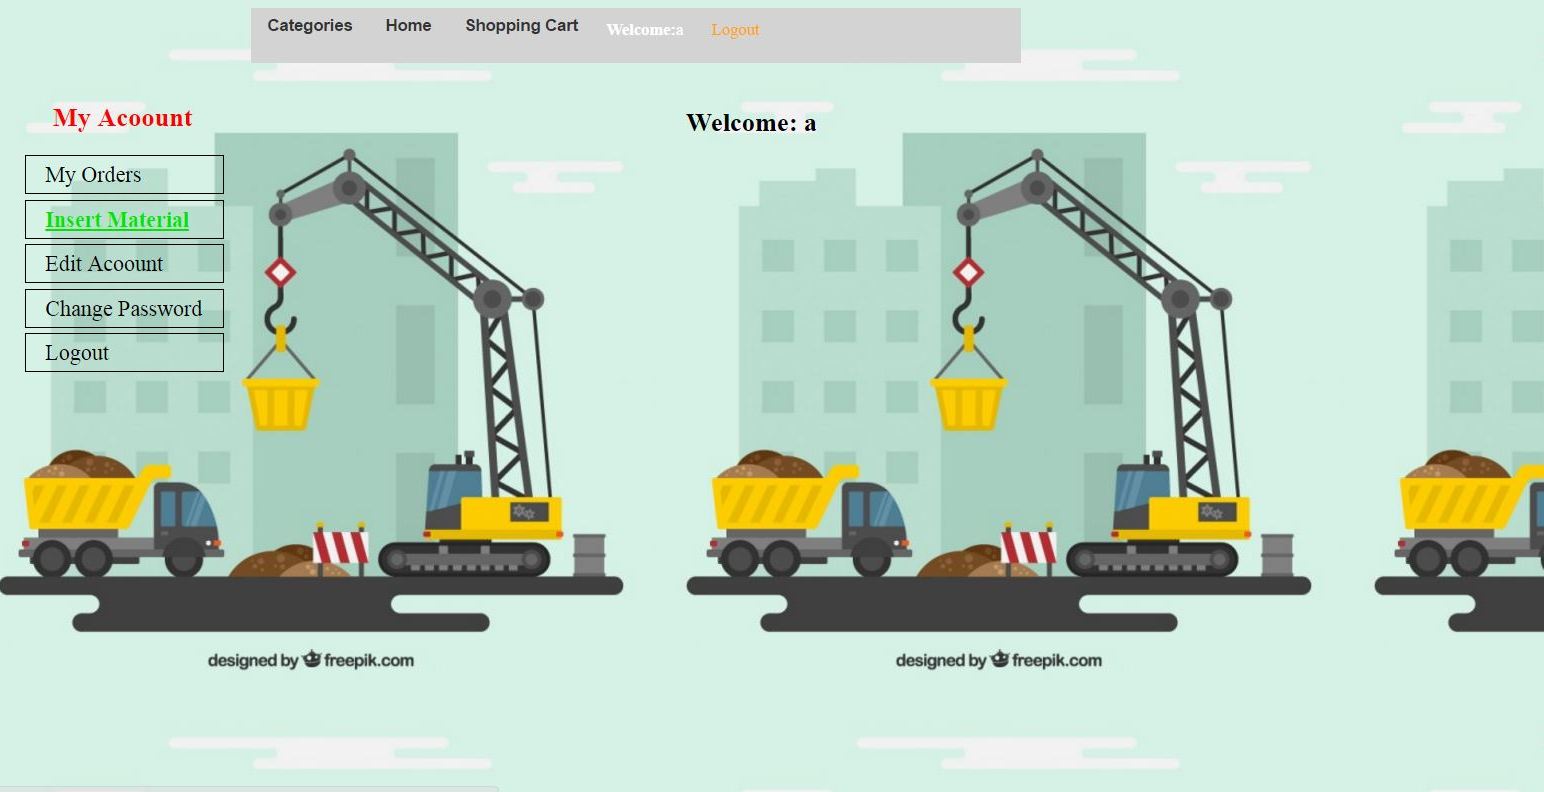 Categories Home Shopping Cart Welcome:a Logout
My Acoount
Welcome: a
My Orders
Insert Material
Edit Acoount
Change Password
Logout
designed by freepik.com designed by freepik.com